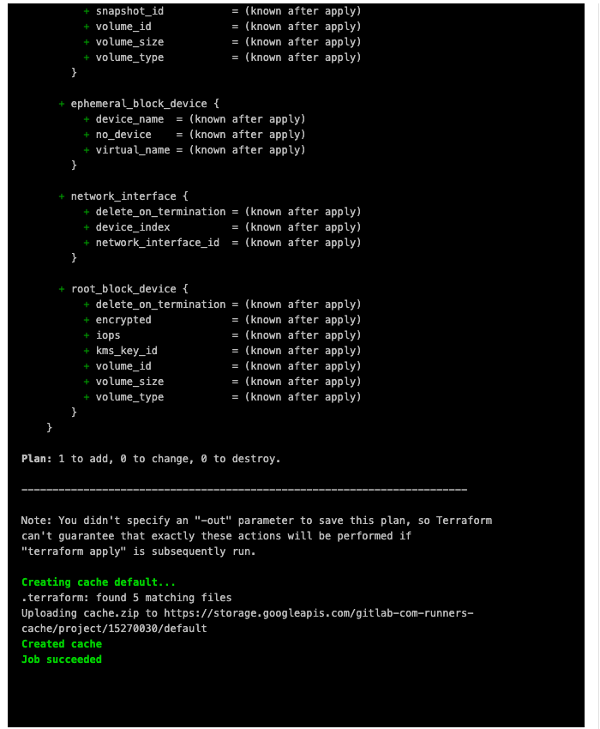 + snapshot_id           = (known after apply)
+ volume_id             = (known after apply)
+ volume_size           = (known after apply)
+ volume_type           = (known after apply)
}
+ ephemeral_block_device {
+ device_name  = (known after apply)
+ no_device    = (known after apply)
+ virtual_name = (known after apply)
}
+ network_interface {
+ delete_on_termination = (known after apply)
+ device_index          = (known after apply)
+ network_interface_id  = (known after apply)
}
+ root_block_device {
+ delete_on_termination = (known after apply)
+ encrypted             = (known after apply)
+ iops                  = (known after apply)
+ kms_key_id            = (known after apply)
+ volume_id             = (known after apply)
+ volume_size           = (known after apply)
+ volume_type           = (known after apply)
}
}
Plan: 1 to add, 0 to change, 0 to destroy.
------------------------------------------------------------------------
Note: You didn't specify an "-out" parameter to save this plan, so Terraform
can't guarantee that exactly these actions will be performed if
"terraform apply" is subsequently run.
Creating cache default...
.terraform: found 5 matching files
Uploading cache.zip to https://storage.googleapis.com/gitlab-com-runners-
cache/project/15270030/default
Created cache
Job succeeded